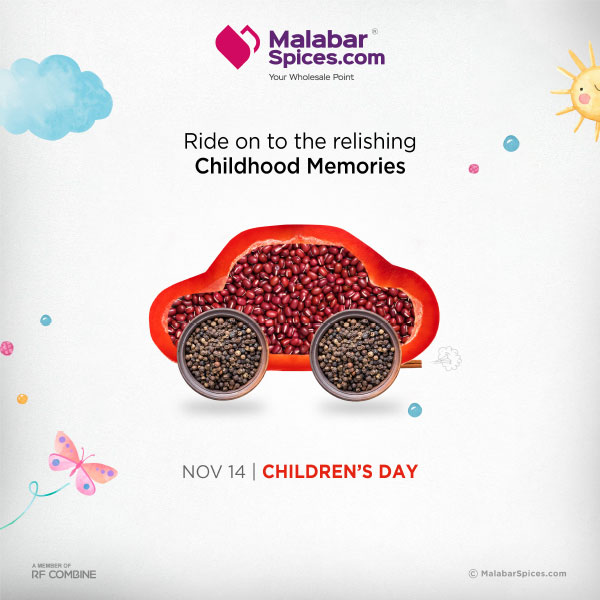 Malabar®
Spices.com
Your Wholesale Point
Ride on to the relishing
Childhood Memories
NOV 14 | CHILDREN'S DAY
A MEMBER OF
RF COMBINE
© MalabarSpices.com